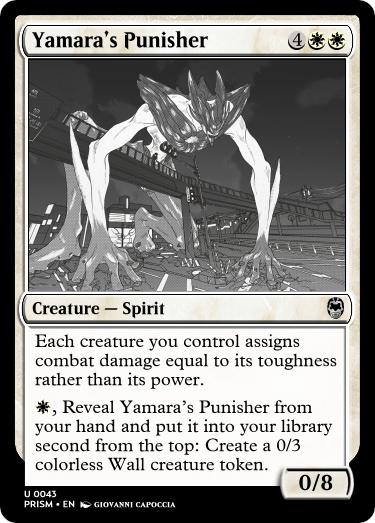 Yamara's Punisher 4
Creature — Spirit
Each creature you control assigns
combat damage equal to its toughness
rather than its power.
, Reveal Yamara's Punisher from
your hand and put it into your library
second from the top: Create a 0/3
colorless Wall creature token.
0/8
U 0043
PRISM • EN GIOVANNI CAPOCCIA